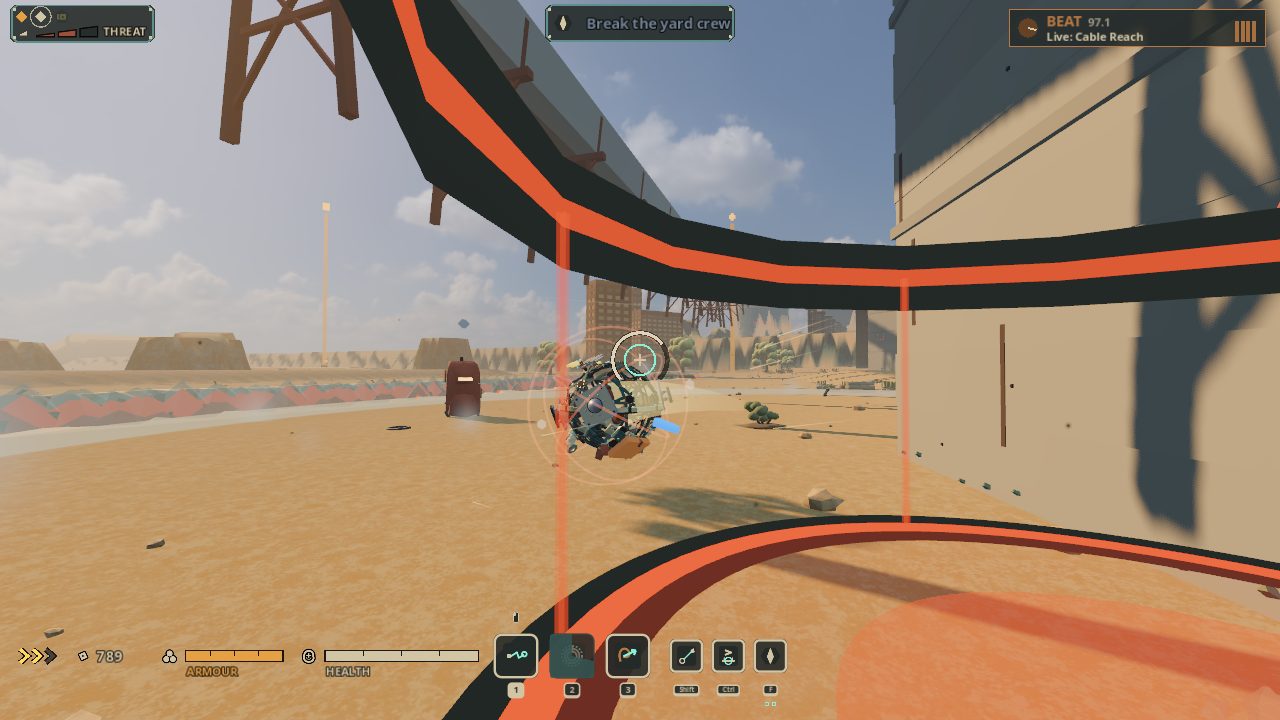 THREAT
Break the yard crew
BEAT 97.1
Live: Cable Reach
789
ARMOUR
HEALTH
1
2
3
Shift
Ctrl
F